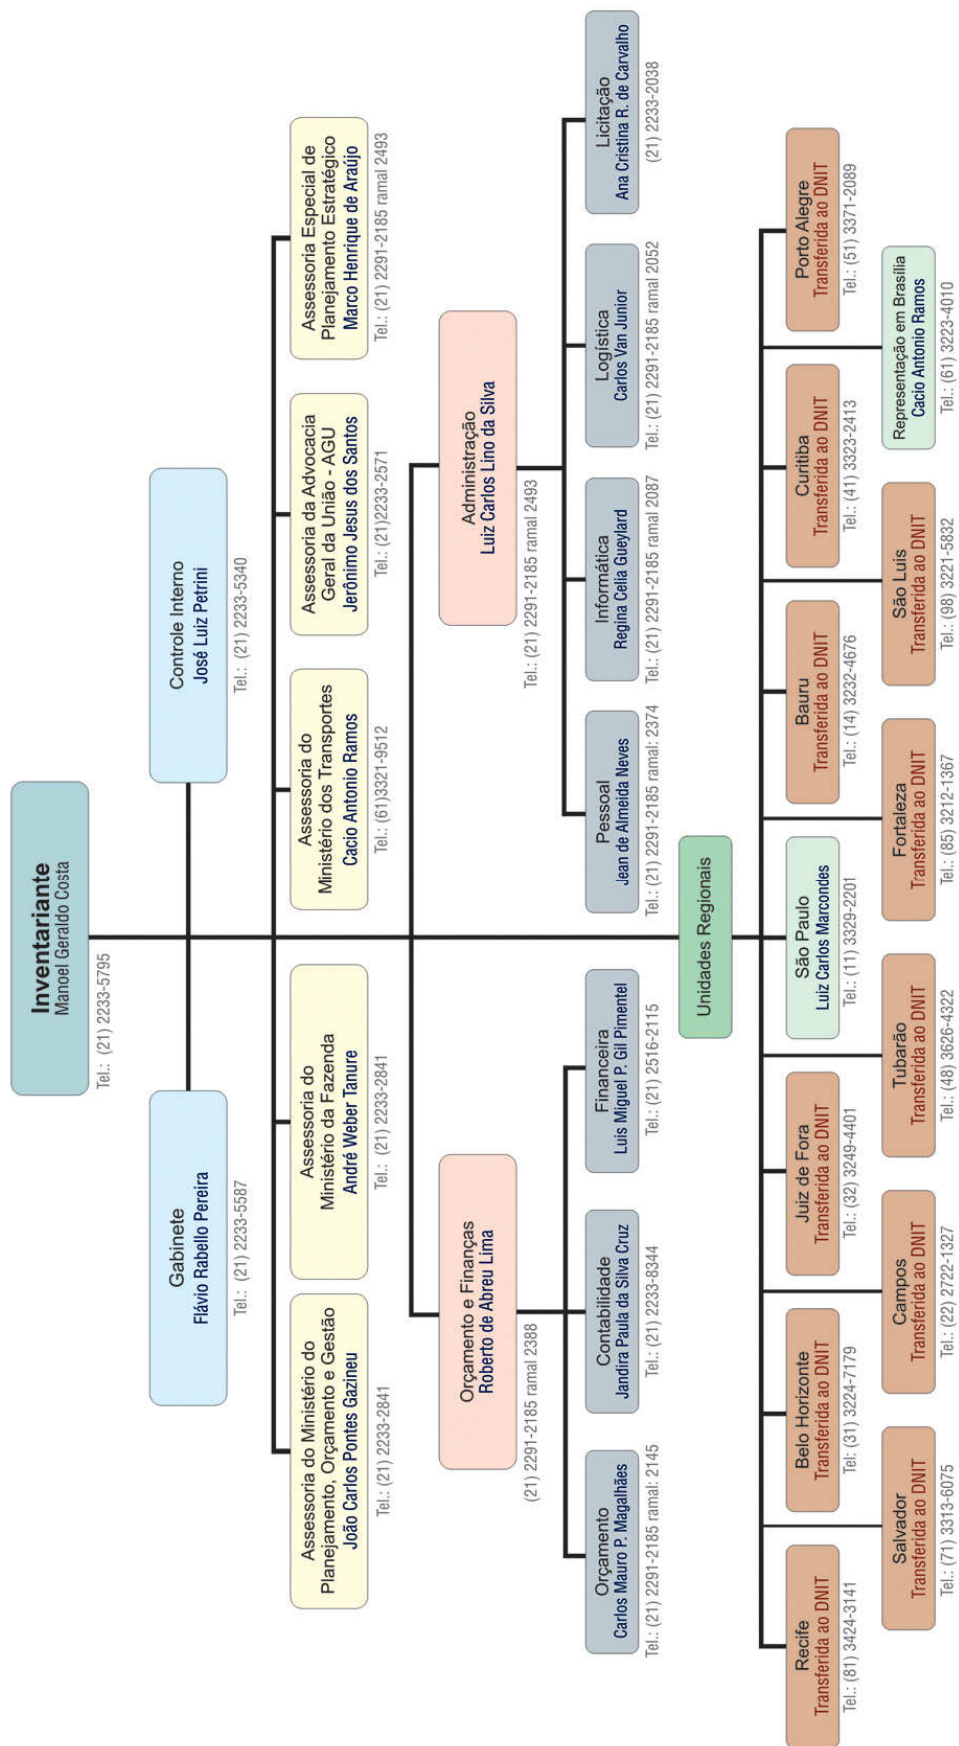 Inventariante
Manoel Geraldo Costa
Tel.: (21) 2233-5795
Gabinete
Flávio Rabello Pereira
Tel.: (21) 2233-5587
Controle Interno
José Luiz Petrini
Tel.: (21) 2233-5340
Assessoria do Ministério do
Planejamento, Orçamento e Gestão
João Carlos Pontes Gazineu
Tel.: (21) 2233-2841
Assessoria do
Ministério da Fazenda
André Weber Tanure
Tel.: (21) 2233-2841
Assessoria do
Ministério dos Transportes
Cacio Antonio Ramos
Tel.: (61)3321-9512
Assessoria da Advocacia
Geral da União - AGU
Jerônimo Jesus dos Santos
Tel.: (21)2233-2571
Assessoria Especial de
Planejamento Estratégico
Marco Henrique de Araújo
Tel.: (21) 2291-2185 ramal 2493
Orçamento e Finanças
Roberto de Abreu Lima
(21) 2291-2185 ramal 2388
Administração
Luiz Carlos Lino da Silva
Tel.: (21) 2291-2185 ramal 2493
Orçamento
Carlos Mauro P. Magalhães
Tel.: (21) 2291-2185 ramal: 2145
Contabilidade
Jandira Paula da Silva Cruz
Tel.: (21) 2233-8344
Financeira
Luis Miguel P. Gil Pimentel
Tel.: (21) 2516-2115
Pessoal
Jean de Almeida Neves
Tel.: (21) 2291-2185 ramal: 2374
Informática
Regina Celia Gueylard
Tel.: (21) 2291-2185 ramal 2087
Logística
Carlos Van Junior
Tel.: (21) 2291-2185 ramal 2052
Licitação
Ana Cristina R. de Carvalho
(21) 2233-2038
Unidades Regionais
Recife
Transferida ao DNIT
Tel.: (81) 3424-3141
Belo Horizonte
Transferida ao DNIT
Tel: (31) 3224-7179
Juiz de Fora
Transferida ao DNIT
Tel.: (32) 3249-4401
São Paulo
Luiz Carlos Marcondes
Tel.: (11) 3329-2201
Bauru
Transferida ao DNIT
Tel.: (14) 3232-4676
Curitiba
Transferida ao DNIT
Tel.: (41) 3323-2413
Porto Alegre
Transferida ao DNIT
Tel.: (51) 3371-2089
Salvador
Transferida ao DNIT
Tel.: (71) 3313-6075
Campos
Transferida ao DNIT
Tel.: (22) 2722-1327
Tubarão
Transferida ao DNIT
Tel.: (48) 3626-4322
Fortaleza
Transferida ao DNIT
Tel.: (85) 3212-1367
São Luis
Transferida ao DNIT
Tel.: (98) 3221-5832
Representação em Brasília
Cacio Antonio Ramos
Tel.: (61) 3223-4010